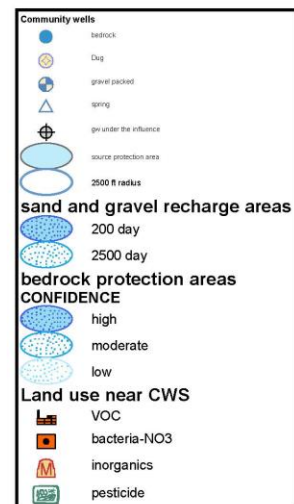 Community wells
bedrock
Dug
gravel packed
spring
gw under the influence
source protection area
2500 ft radius
sand and gravel recharge areas
200 day
2500 day
bedrock protection areas
CONFIDENCE
high
moderate
low
Land use near CWS
VOC
bacteria-NO3
M inorganics
pesticide